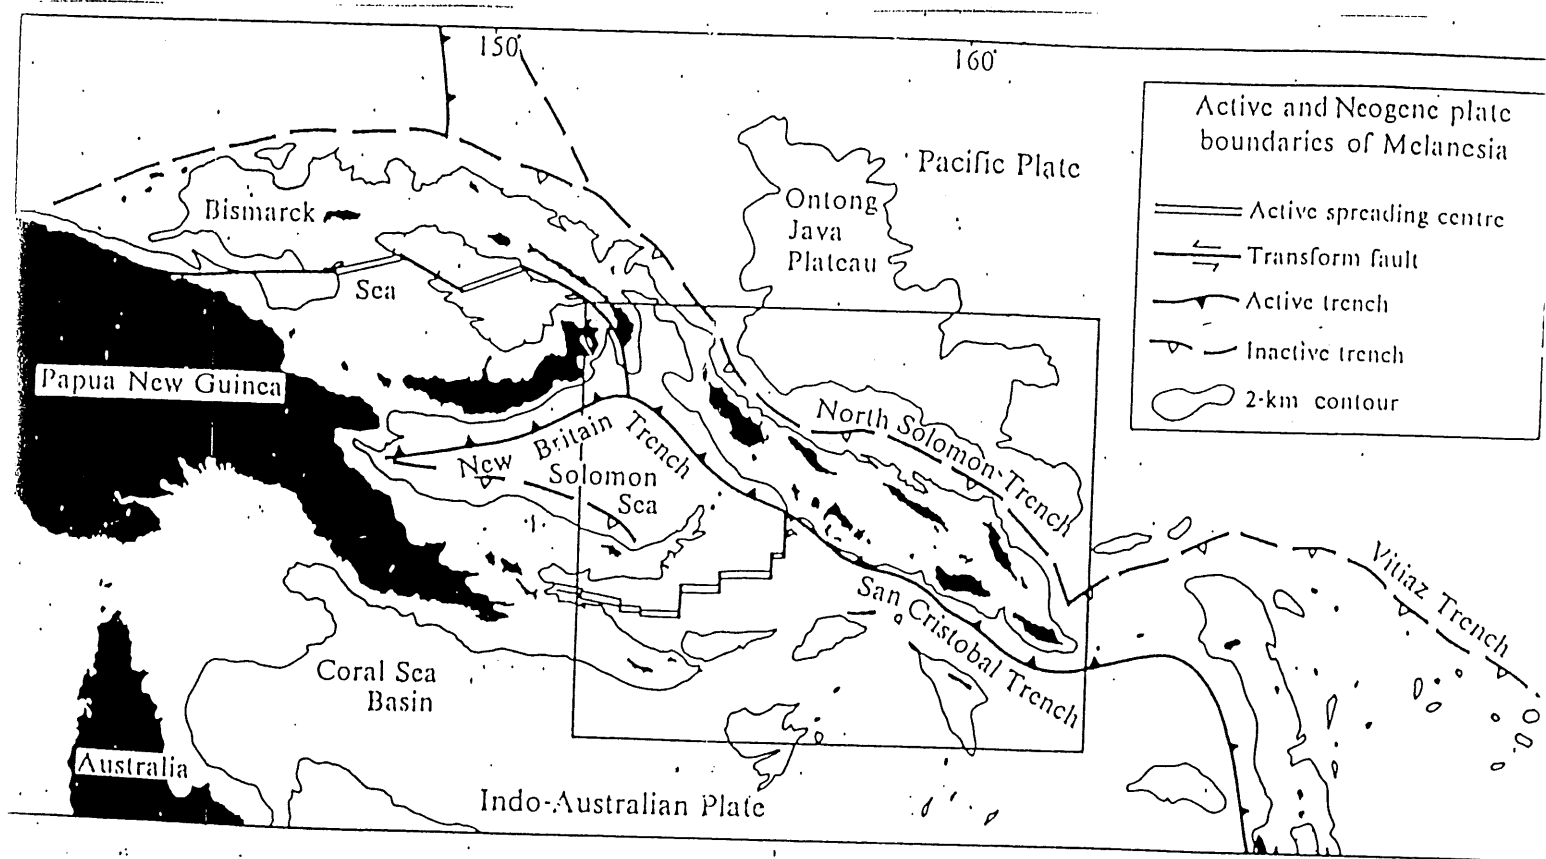 150°
160°
Active and Neogene plate
boundaries of Melanesia
Active spreading centre
Transform fault
Active trench
Inactive trench
2-km contour
Pacific Plate
Ontong
Java
Plateau
Bismarck
Sea
Papua New Guinea
New Britain Trench
Solomon
Sea
North Solomon Trench
San Cristobal Trench
Vitiaz Trench
Coral Sea
Basin
Australia
Indo-Australian Plate